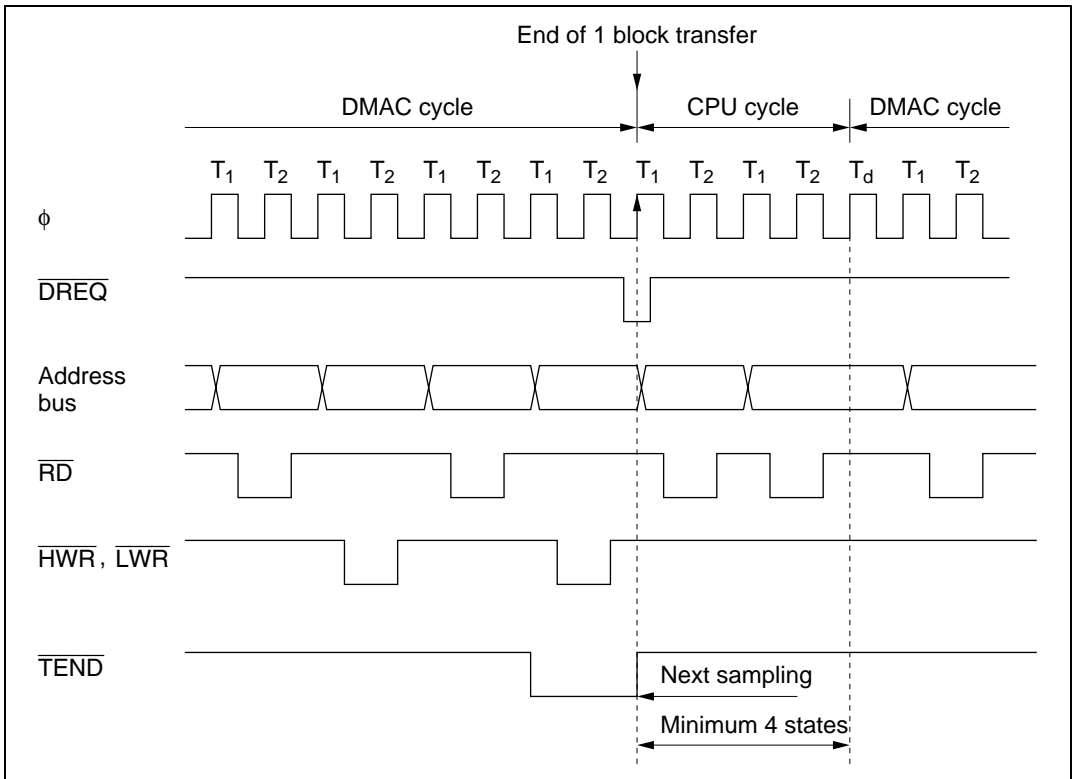 End of 1 block transfer
DMAC cycle CPU cycle DMAC cycle
T1 T2 T1 T2 T1 T2 T1 T2 T1 T2 T1 T2 Td T1 T2
ϕ
DREQ
Address
bus
RD
HWR, LWR
TEND
Next sampling
Minimum 4 states